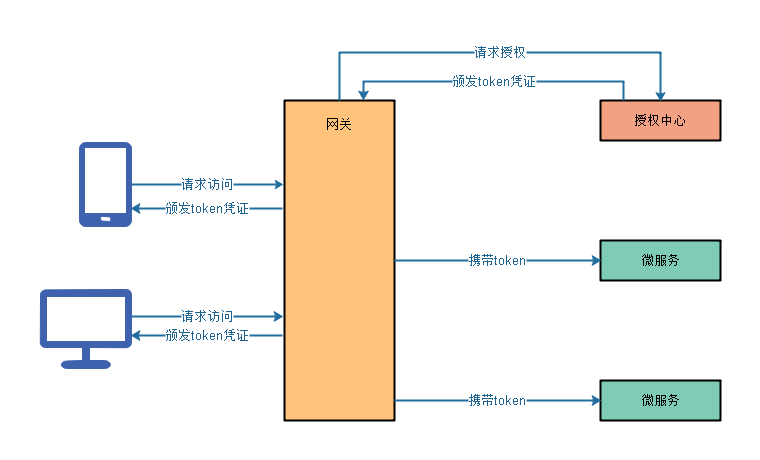 请求授权
颁发token凭证
网关
授权中心
请求访问
颁发token凭证
携带token
微服务
请求访问
颁发token凭证
携带token
微服务